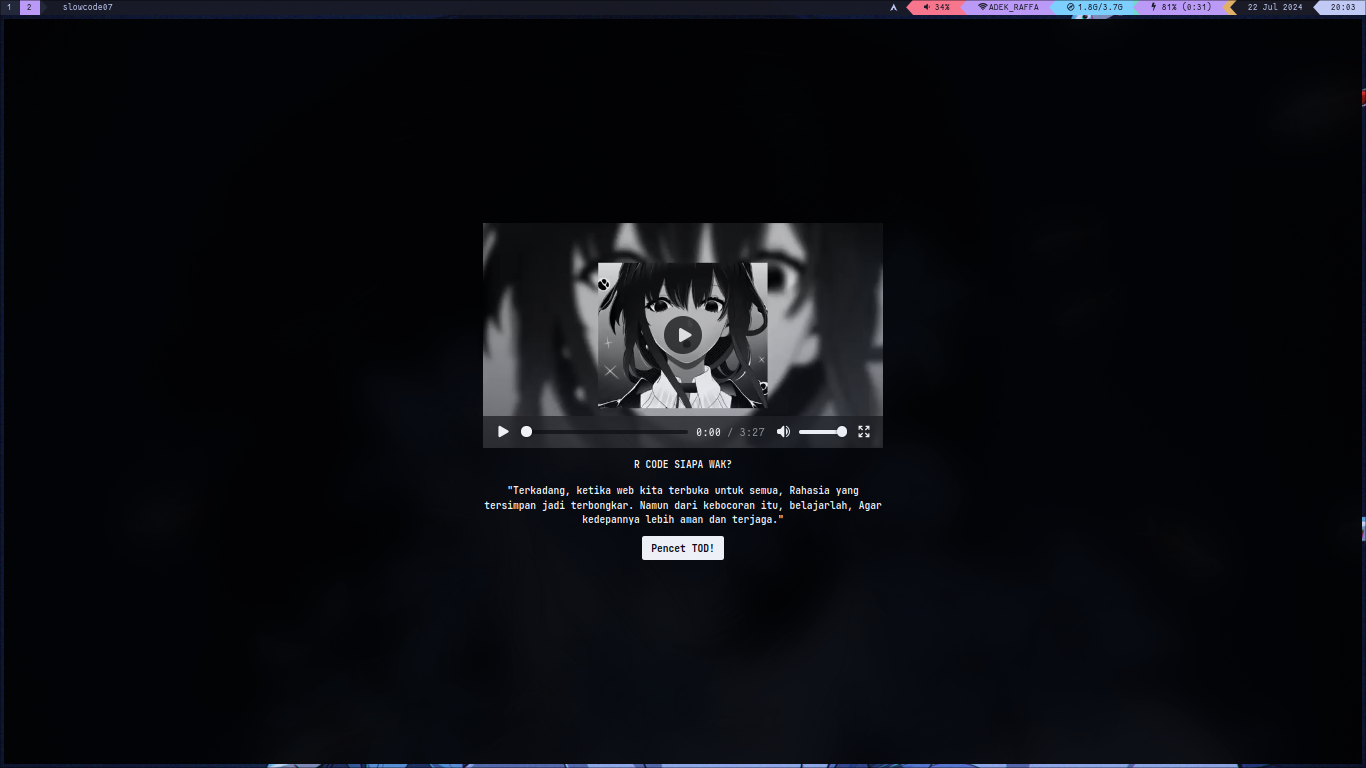 1 2 slowcode07 34% ADEK_RAFFA 1.8G/3.7G 81% (0:31) 22 Jul 2024 20:03
0:00 / 3:27
R CODE SIAPA WAK?
"Terkadang, ketika web kita terbuka untuk semua, Rahasia yang
tersimpan jadi terbongkar. Namun dari kebocoran itu, belajarlah, Agar
kedepannya lebih aman dan terjaga."
Pencet TOD!